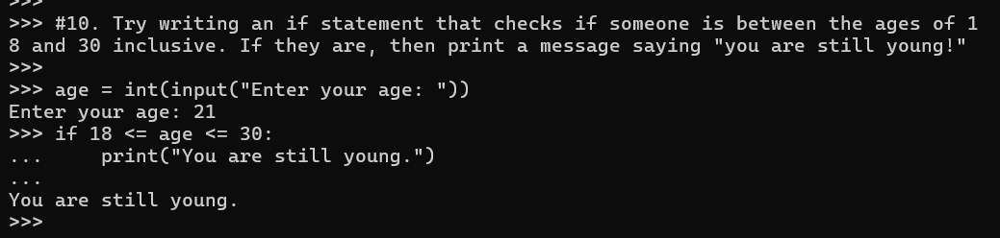 >>>
>>> #10. Try writing an if statement that checks if someone is between the ages of 1
8 and 30 inclusive. If they are, then print a message saying "you are still young!"
>>>
>>> age = int(input("Enter your age: "))
Enter your age: 21
>>> if 18 <= age <= 30:
...     print("You are still young.")
...
You are still young.
>>>